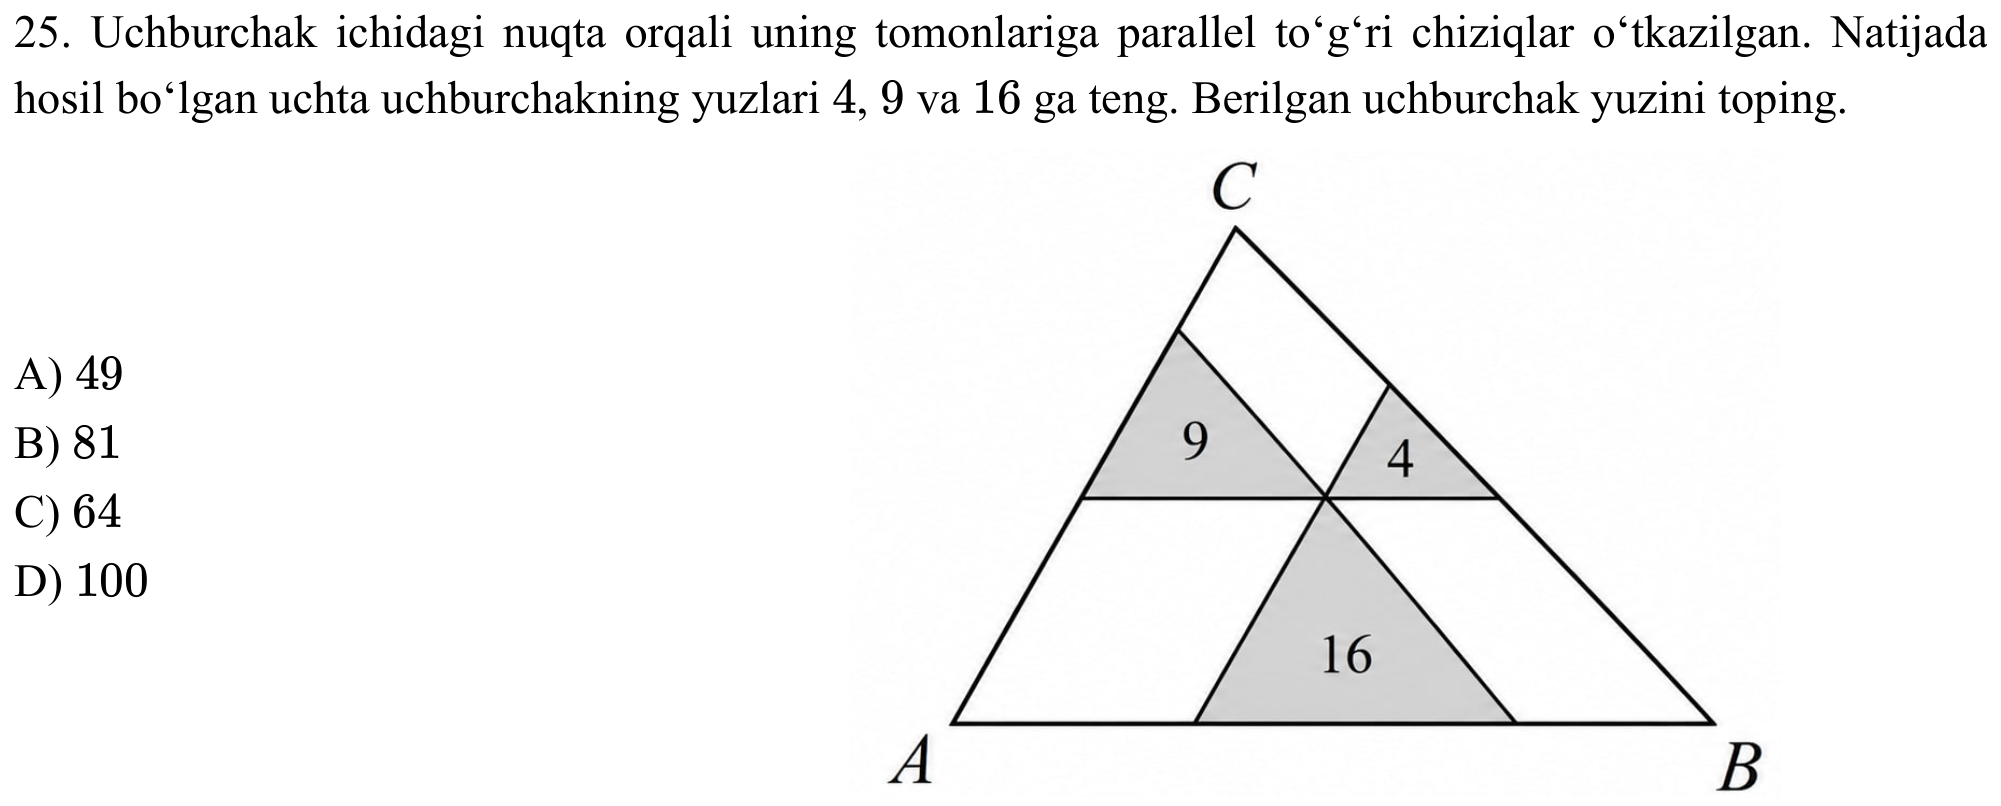 25. Uchburchak ichidagi nuqta orqali uning tomonlariga parallel to‘g‘ri chiziqlar o‘tkazilgan. Natijada
hosil bo‘lgan uchta uchburchakning yuzlari 4, 9 va 16 ga teng. Berilgan uchburchak yuzini toping.
C
A) 49
B) 81
9
4
C) 64
D) 100
16
A
B